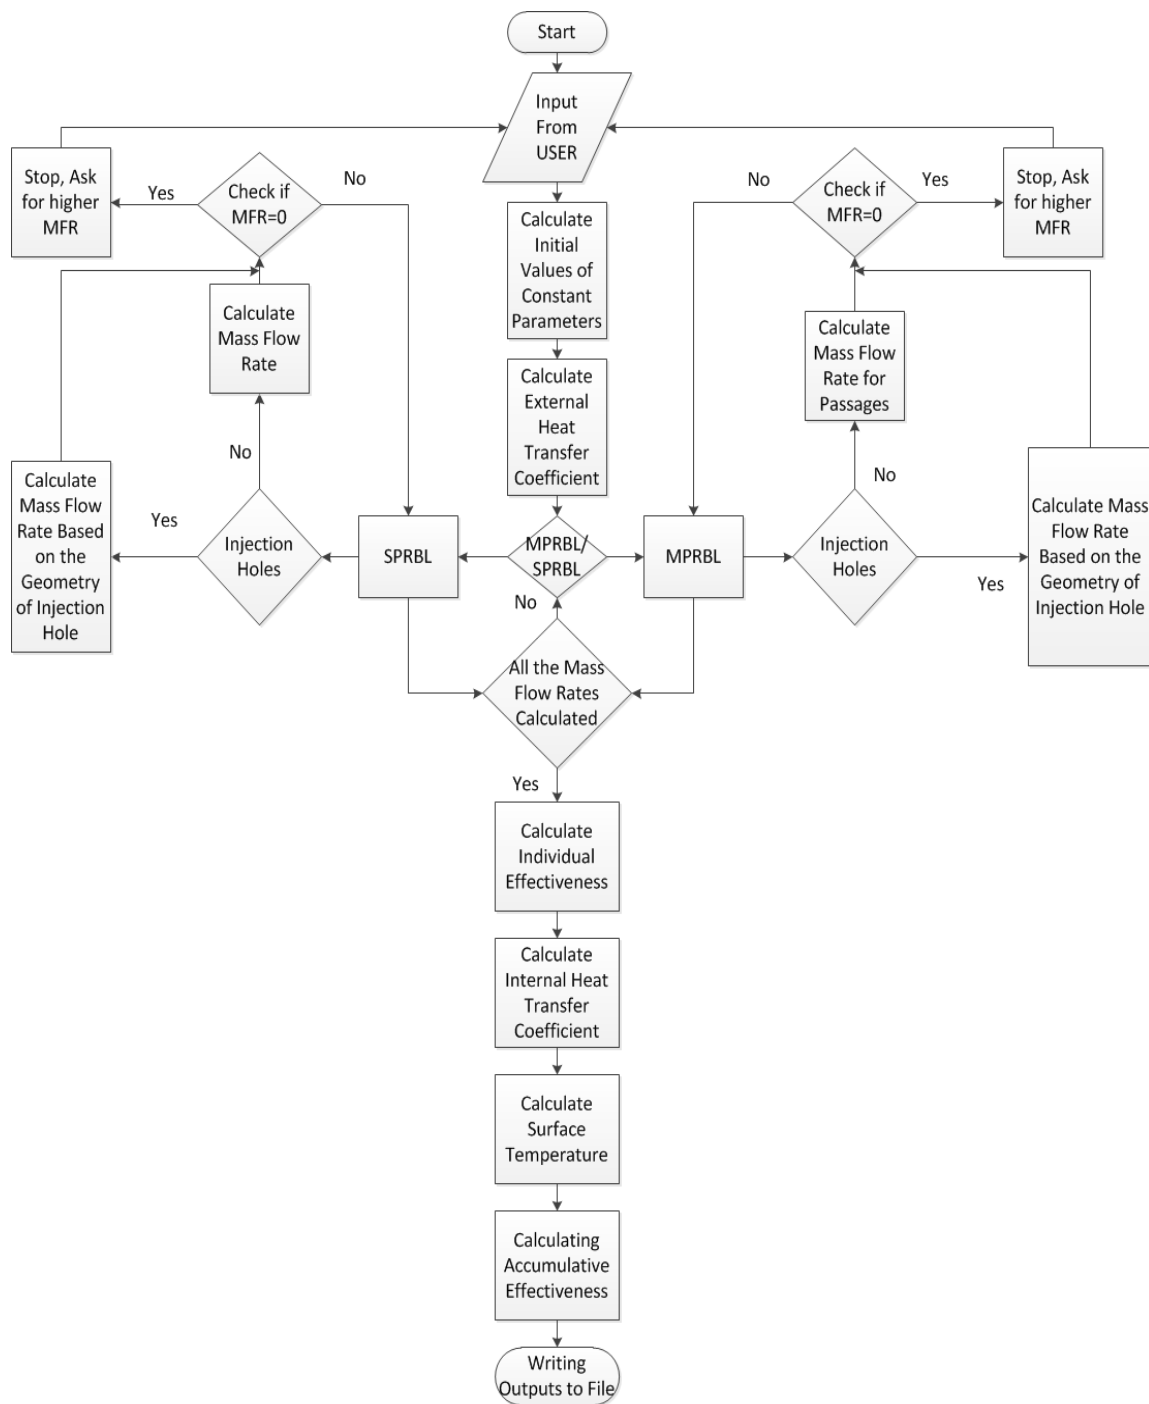 Start
Input
From
USER
Stop, Ask
for higher
MFR
Yes
Check if
MFR=0
No
No
Check if
MFR=0
Yes
Stop, Ask
for higher
MFR
Calculate
Initial
Values of
Constant
Parameters
Calculate
Mass Flow
Rate
Calculate
Mass Flow
Rate for
Passages
Calculate
External
Heat
Transfer
Coefficient
No
No
Calculate Mass Flow
Rate Based
on the
Geometry
of Injection
Hole
Yes
Injection
Holes
SPRBL
MPRBL/
SPRBL
MPRBL
Injection
Holes
Yes
Calculate Mass
Flow Rate
Based on the
Geometry of
Injection Hole
No
All the Mass
Flow Rates
Calculated
Yes
Calculate
Individual
Effectiveness
Calculate
Internal Heat
Transfer
Coefficient
Calculate
Surface
Temperature
Calculating
Accumulative
Effectiveness
Writing
Outputs to File